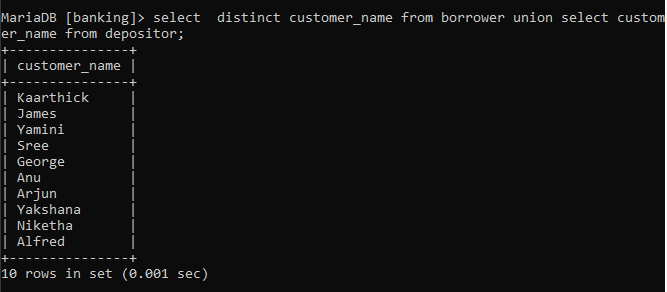 MariaDB [banking]> select  distinct customer_name from borrower union select custom
er_name from depositor;
+---------------+
| customer_name |
+---------------+
| Kaarthick     |
| James         |
| Yamini        |
| Sree          |
| George        |
| Anu           |
| Arjun         |
| Yakshana      |
| Niketha       |
| Alfred        |
+---------------+
10 rows in set (0.001 sec)